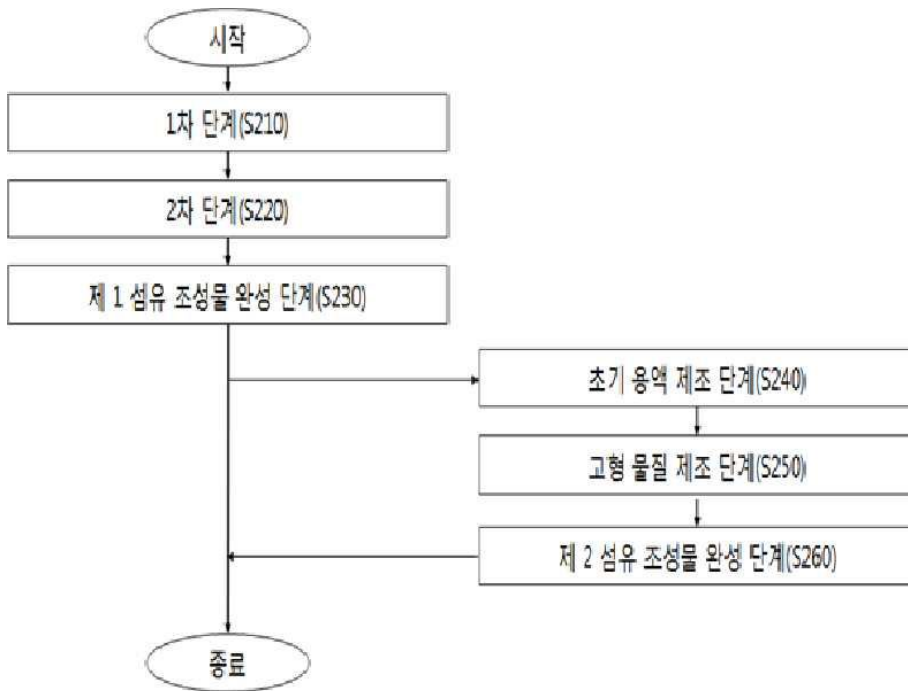 시작
1차 단계(S210)
2차 단계(S220)
제 1 섬유 조성물 완성 단계(S230)
초기 용액 제조 단계(S240)
고형 물질 제조 단계(S250)
제 2 섬유 조성물 완성 단계(S260)
종료